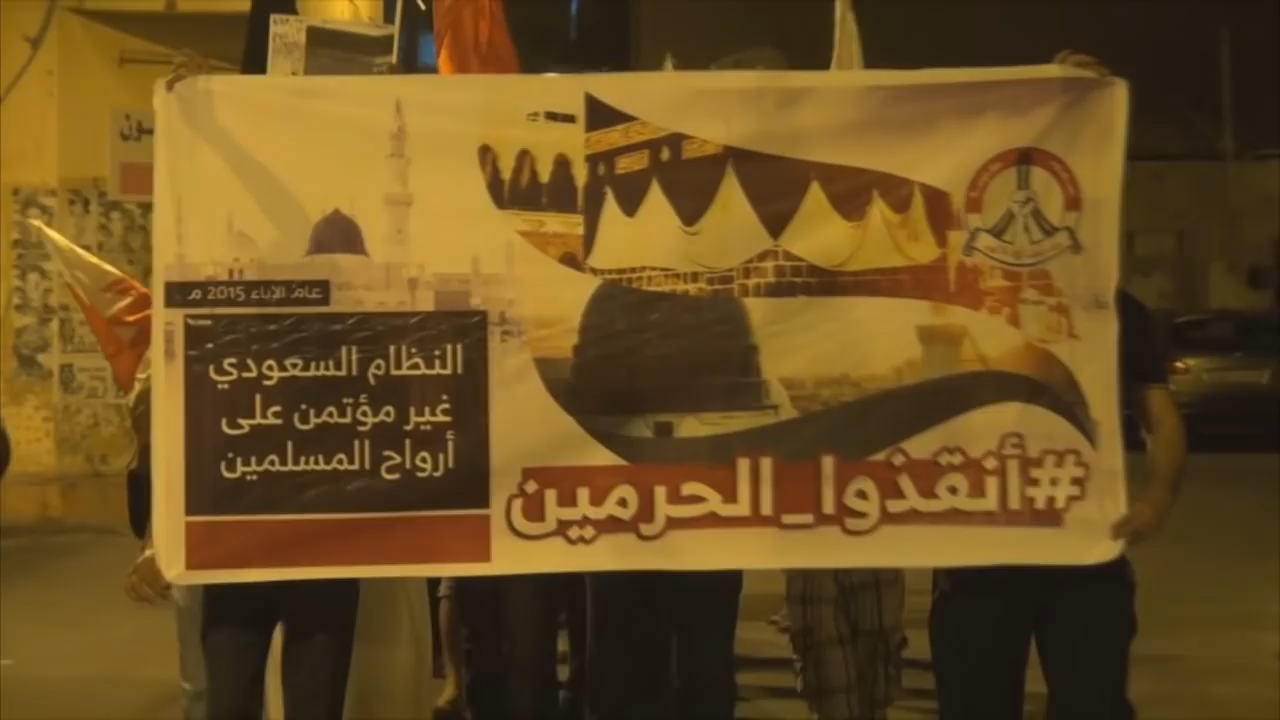 عام الإباء 2015 م
النظام السعودي
غير مؤتمن على
أرواح المسلمين
#أنقذوا_الحرمين